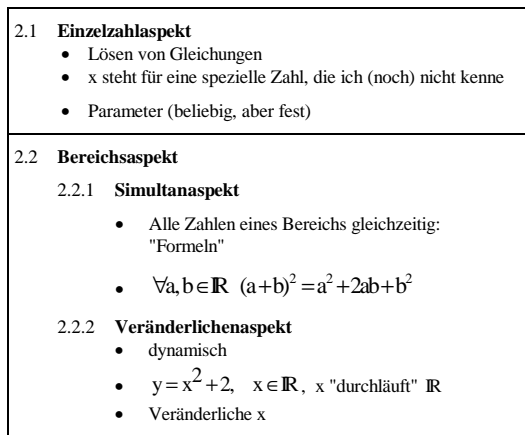 2.1 Einzelzahlaspekt
• Lösen von Gleichungen
• x steht für eine spezielle Zahl, die ich (noch) nicht kenne
• Parameter (beliebig, aber fest)
2.2 Bereichsaspekt
2.2.1 Simultanaspekt
• Alle Zahlen eines Bereichs gleichzeitig:
"Formeln"
• ∀a,b∈ℝ (a+b)²=a²+2ab+b²
2.2.2 Veränderlichenaspekt
• dynamisch
• y=x²+2, x∈ℝ, x "durchläuft" ℝ
• Veränderliche x